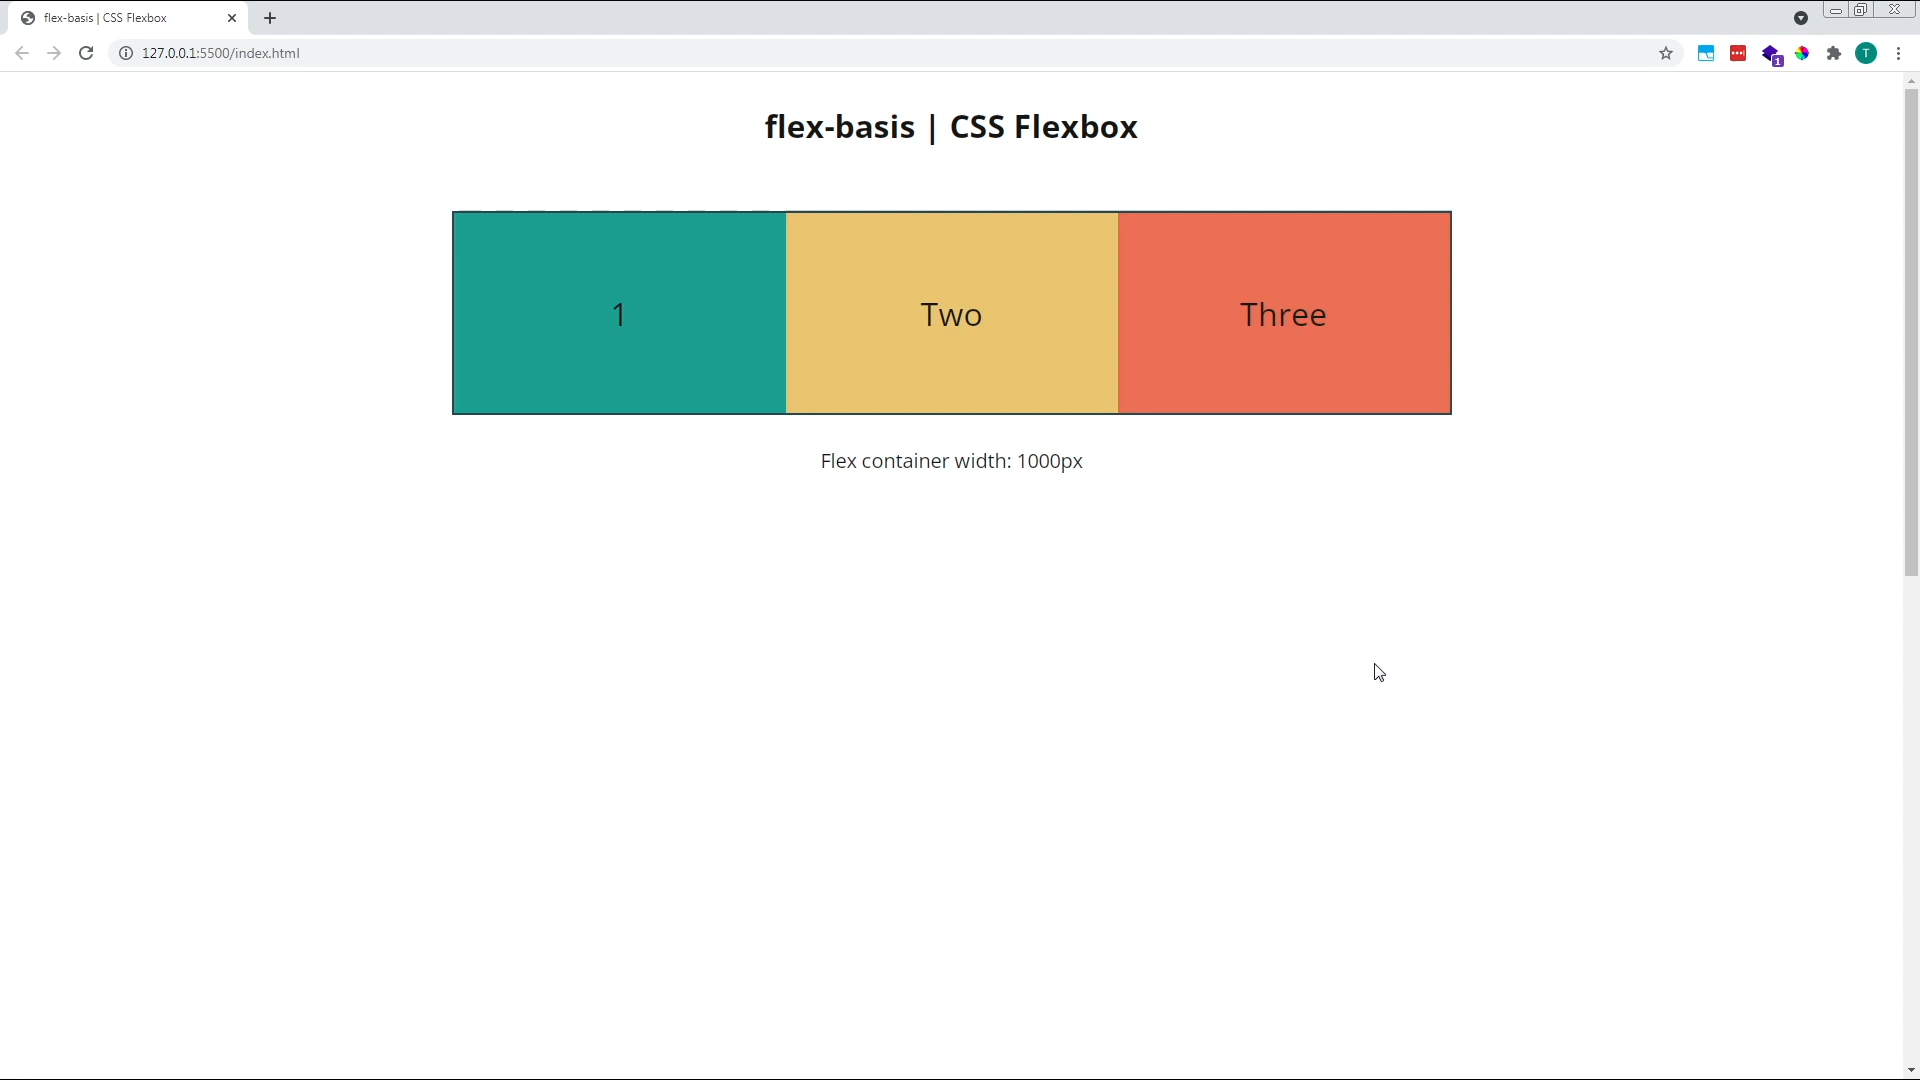 flex-basis | CSS Flexbox
127.0.0.1:5500/index.html
1
T
flex-basis | CSS Flexbox
1
Two
Three
Flex container width: 1000px